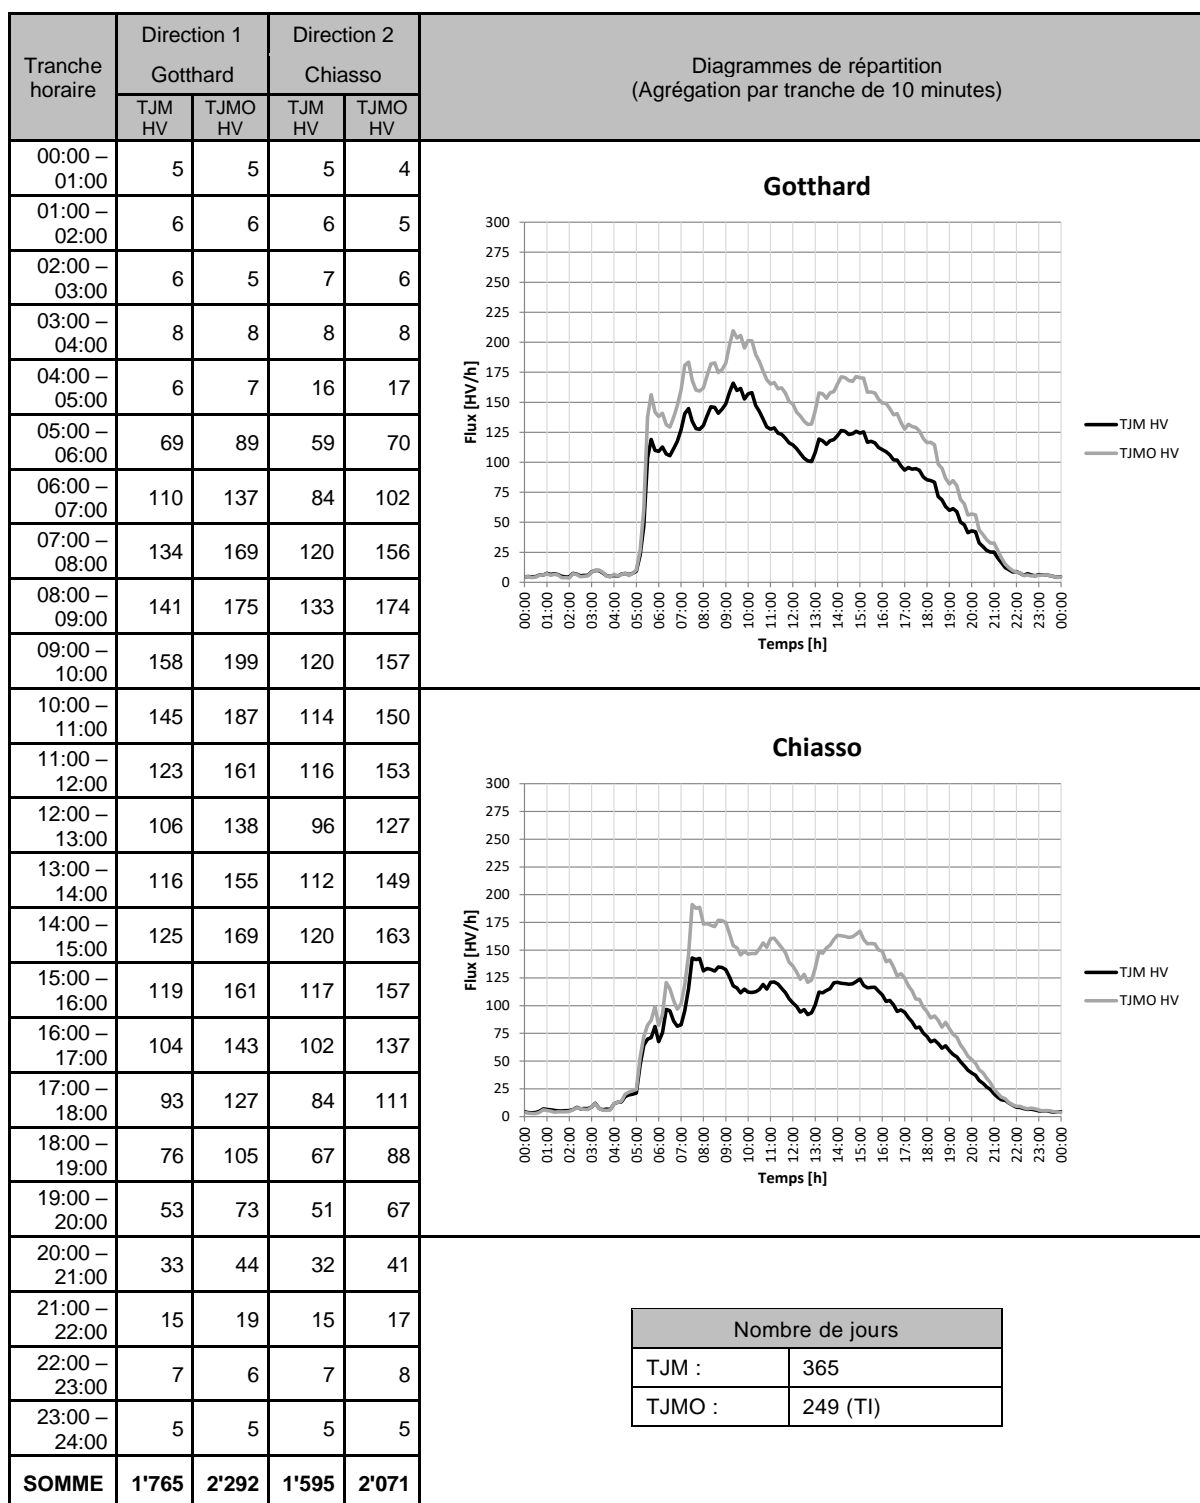 Tranche horaire
Direction 1
Direction 2
Gotthard
Chiasso
Diagrammes de répartition
(Agrégation par tranche de 10 minutes)
TJM HV
TJMO HV
TJM HV
TJMO HV
00:00 – 01:00 5 5 5 4
01:00 – 02:00 6 6 6 5
02:00 – 03:00 6 5 7 6
03:00 – 04:00 8 8 8 8
04:00 – 05:00 6 7 16 17
05:00 – 06:00 69 89 59 70
06:00 – 07:00 110 137 84 102
07:00 – 08:00 134 169 120 156
08:00 – 09:00 141 175 133 174
09:00 – 10:00 158 199 120 157
10:00 – 11:00 145 187 114 150
11:00 – 12:00 123 161 116 153
12:00 – 13:00 106 138 96 127
13:00 – 14:00 116 155 112 149
14:00 – 15:00 125 169 120 163
15:00 – 16:00 119 161 117 157
16:00 – 17:00 104 143 102 137
17:00 – 18:00 93 127 84 111
18:00 – 19:00 76 105 67 88
19:00 – 20:00 53 73 51 67
20:00 – 21:00 33 44 32 41
21:00 – 22:00 15 19 15 17
22:00 – 23:00 7 6 7 8
23:00 – 24:00 5 5 5 5
SOMME 1'765 2'292 1'595 2'071
Gotthard
Flux [HV/h]
300
275
250
225
200
175
150
125
100
75
50
25
0
00:00 01:00 02:00 03:00 04:00 05:00 06:00 07:00 08:00 09:00 10:00 11:00 12:00 13:00 14:00 15:00 16:00 17:00 18:00 19:00 20:00 21:00 22:00 23:00 00:00
Temps [h]
TJM HV
TJMO HV
Chiasso
Flux [HV/h]
300
275
250
225
200
175
150
125
100
75
50
25
0
00:00 01:00 02:00 03:00 04:00 05:00 06:00 07:00 08:00 09:00 10:00 11:00 12:00 13:00 14:00 15:00 16:00 17:00 18:00 19:00 20:00 21:00 22:00 23:00 00:00
Temps [h]
TJM HV
TJMO HV
Nombre de jours
TJM : 365
TJMO : 249 (TI)